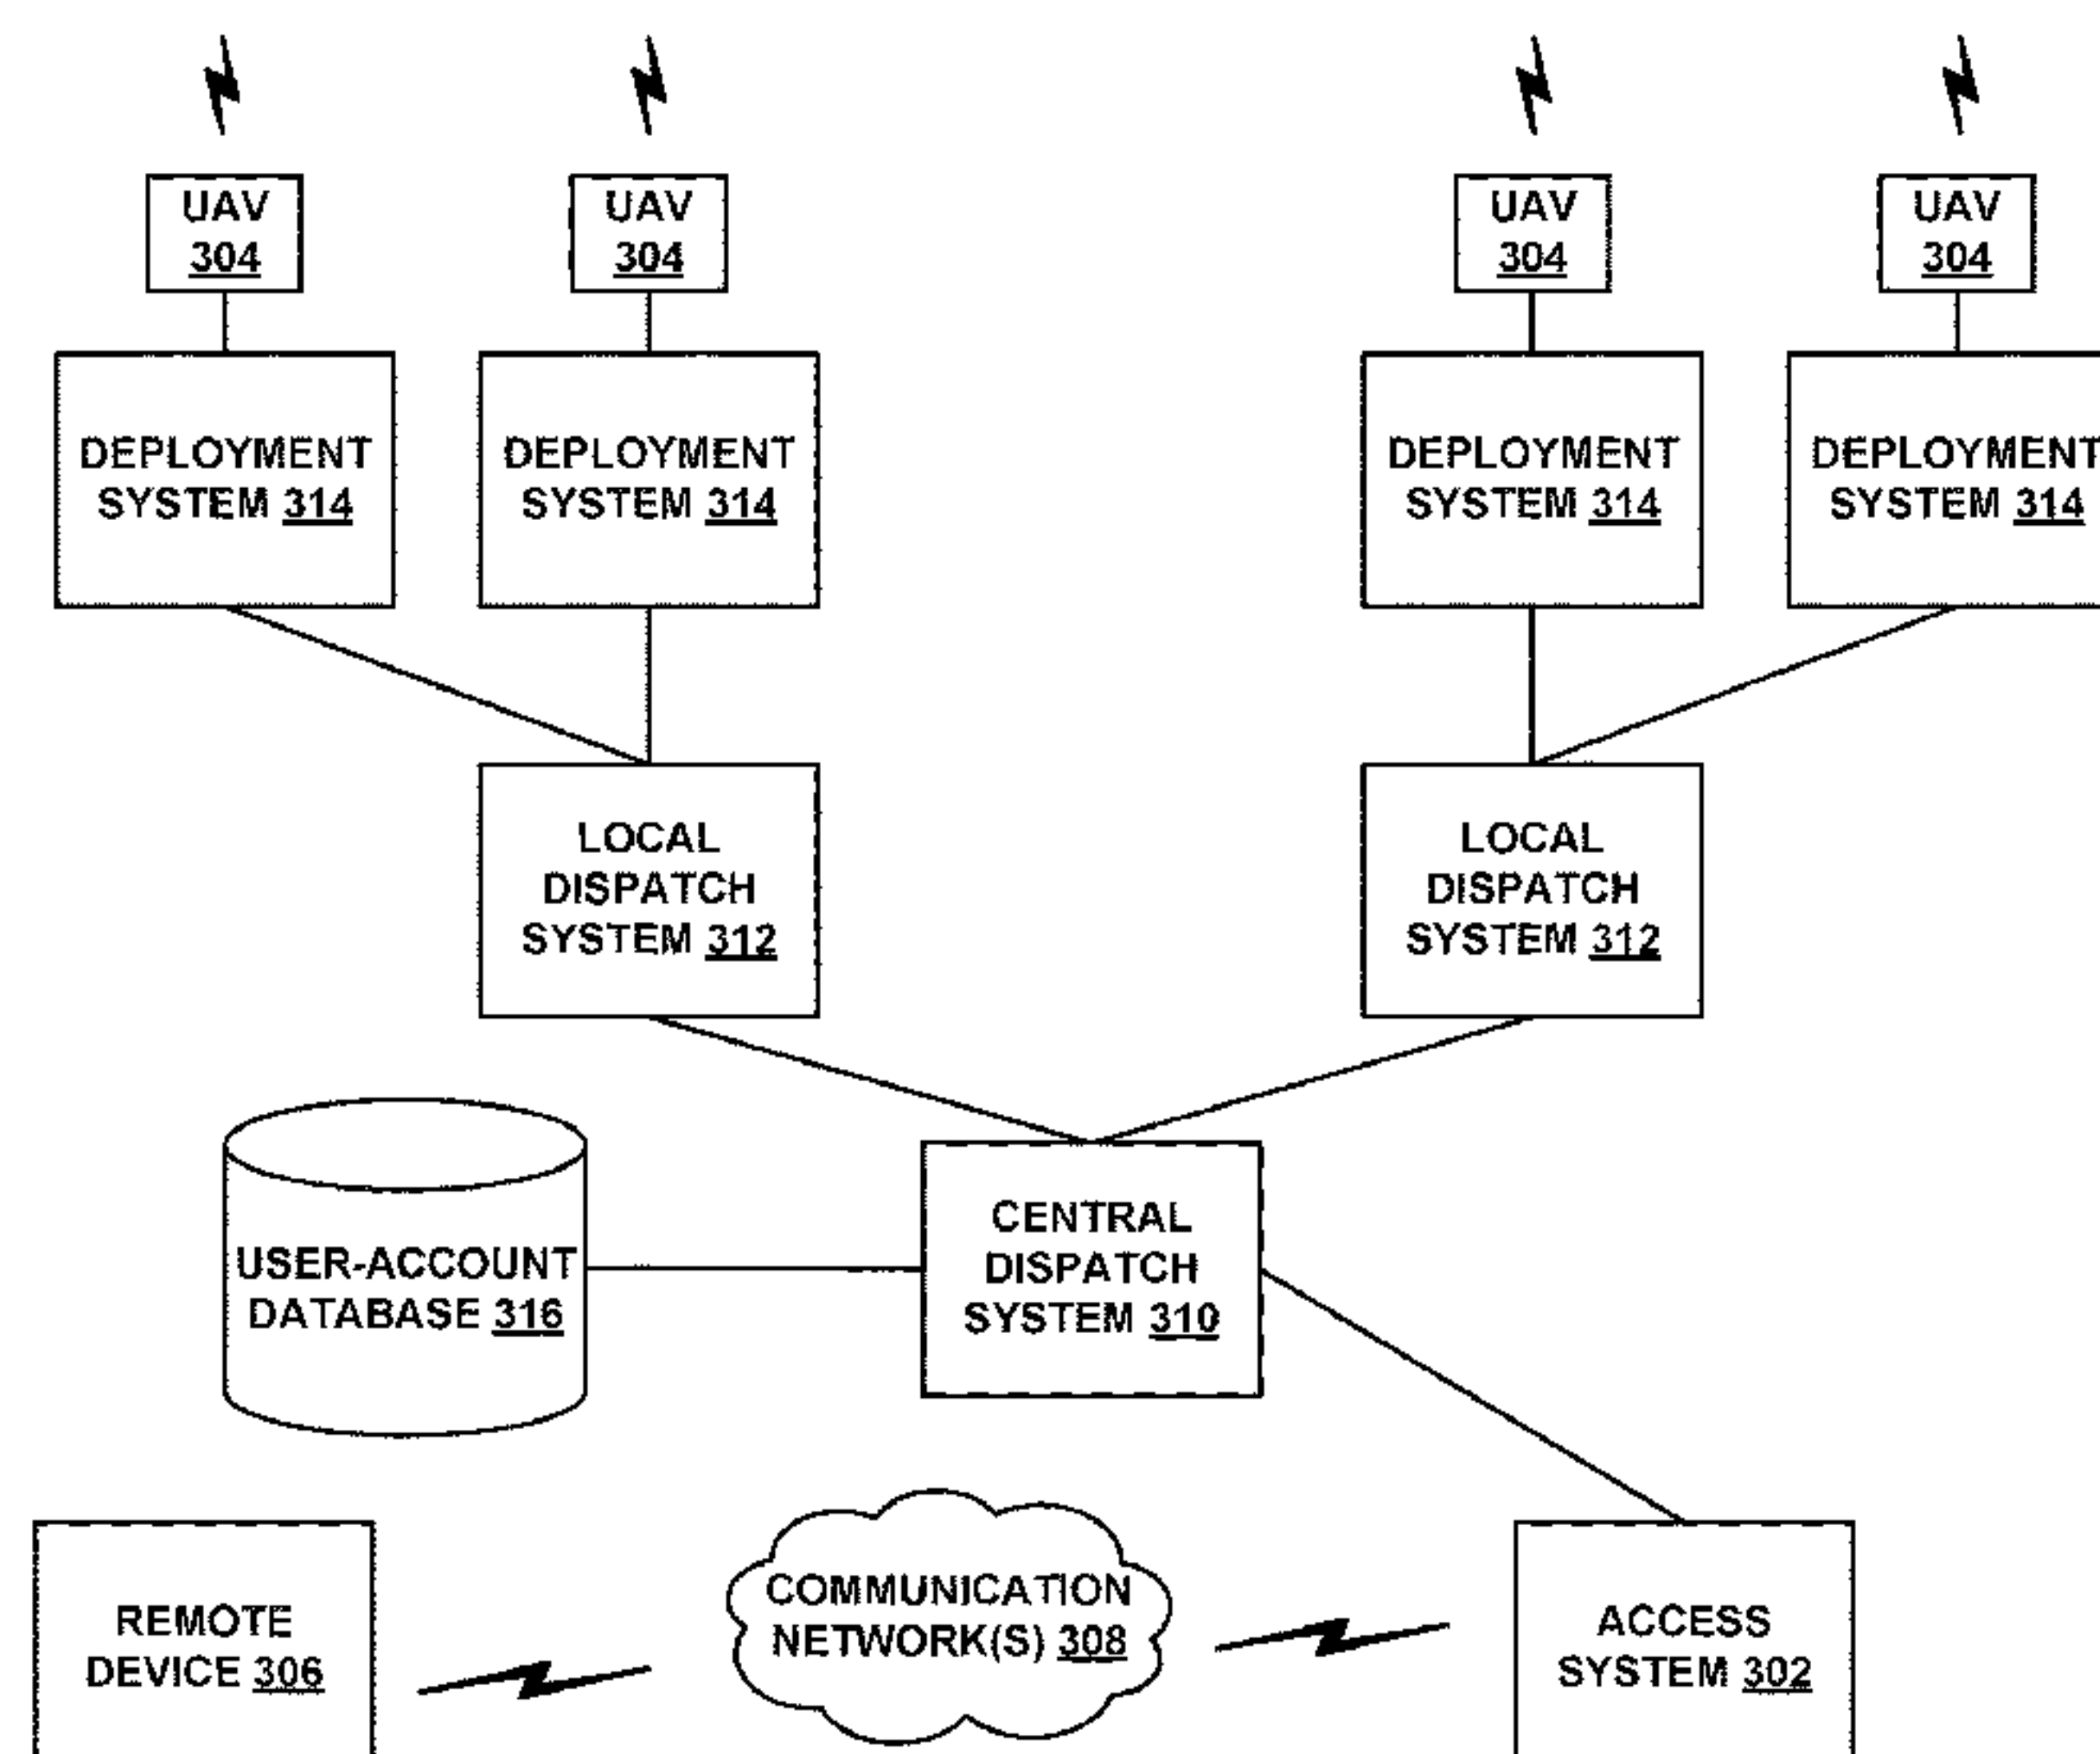 UAV
304
UAV
304
UAV
304
UAV
304
DEPLOYMENT
SYSTEM 314
DEPLOYMENT
SYSTEM 314
DEPLOYMENT
SYSTEM 314
DEPLOYMENT
SYSTEM 314
LOCAL
DISPATCH
SYSTEM 312
LOCAL
DISPATCH
SYSTEM 312
USER-ACCOUNT
DATABASE 316
CENTRAL
DISPATCH
SYSTEM 310
REMOTE
DEVICE 306
COMMUNICATION
NETWORK(S) 308
ACCESS
SYSTEM 302